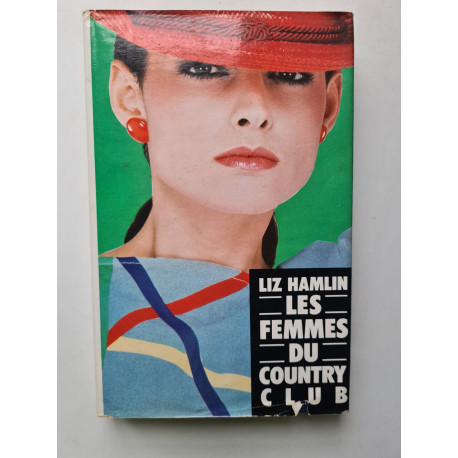 LIZ HAMLIN
LES
FEMMES
DU
COUNTRY
CLUB